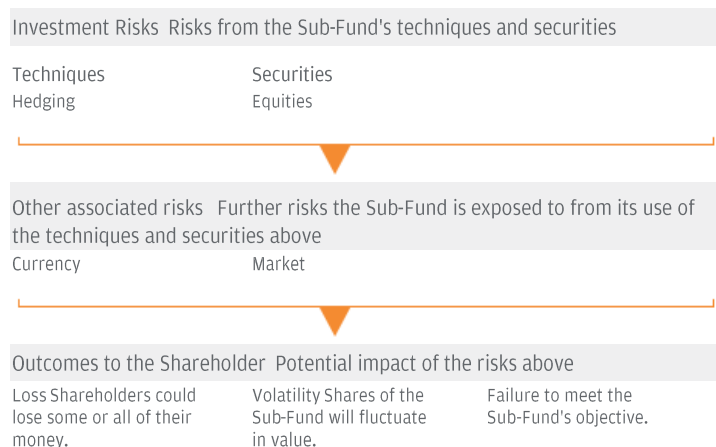 Investment Risks Risks from the Sub-Fund's techniques and securities
Techniques Securities
Hedging Equities
Other associated risks Further risks the Sub-Fund is exposed to from its use of
the techniques and securities above
Currency Market
Outcomes to the Shareholder Potential impact of the risks above
Loss Shareholders could
lose some or all of their
money.
Volatility Shares of the
Sub-Fund will fluctuate
in value.
Failure to meet the
Sub-Fund's objective.